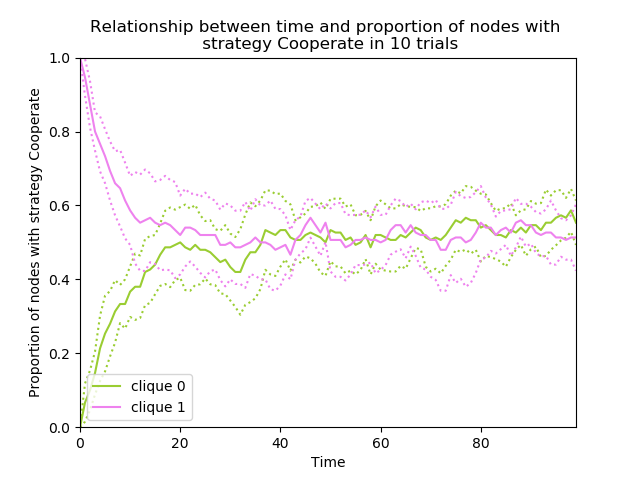 Relationship between time and proportion of nodes with
strategy Cooperate in 10 trials
Proportion of nodes with strategy Cooperate
1.0
0.8
0.6
0.4
0.2
0.0
clique 0
clique 1
0
20
40
60
80
Time